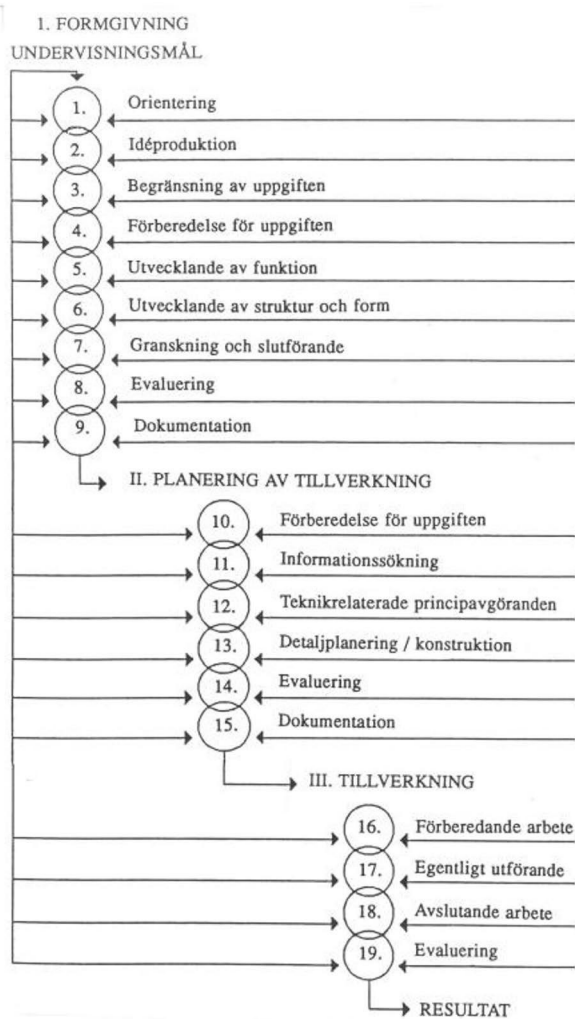 1. FORMGIVNING
UNDERVISNINGSMÅL
1. Orientering
2. Idéproduktion
3. Begränsning av uppgiften
4. Förberedelse för uppgiften
5. Utvecklande av funktion
6. Utvecklande av struktur och form
7. Granskning och slutförande
8. Evaluering
9. Dokumentation
II. PLANERING AV TILLVERKNING
10. Förberedelse för uppgiften
11. Informationssökning
12. Teknikrelaterade principavgöranden
13. Detaljplanering / konstruktion
14. Evaluering
15. Dokumentation
III. TILLVERKNING
16. Förberedande arbete
17. Egentligt utförande
18. Avslutande arbete
19. Evaluering
RESULTAT